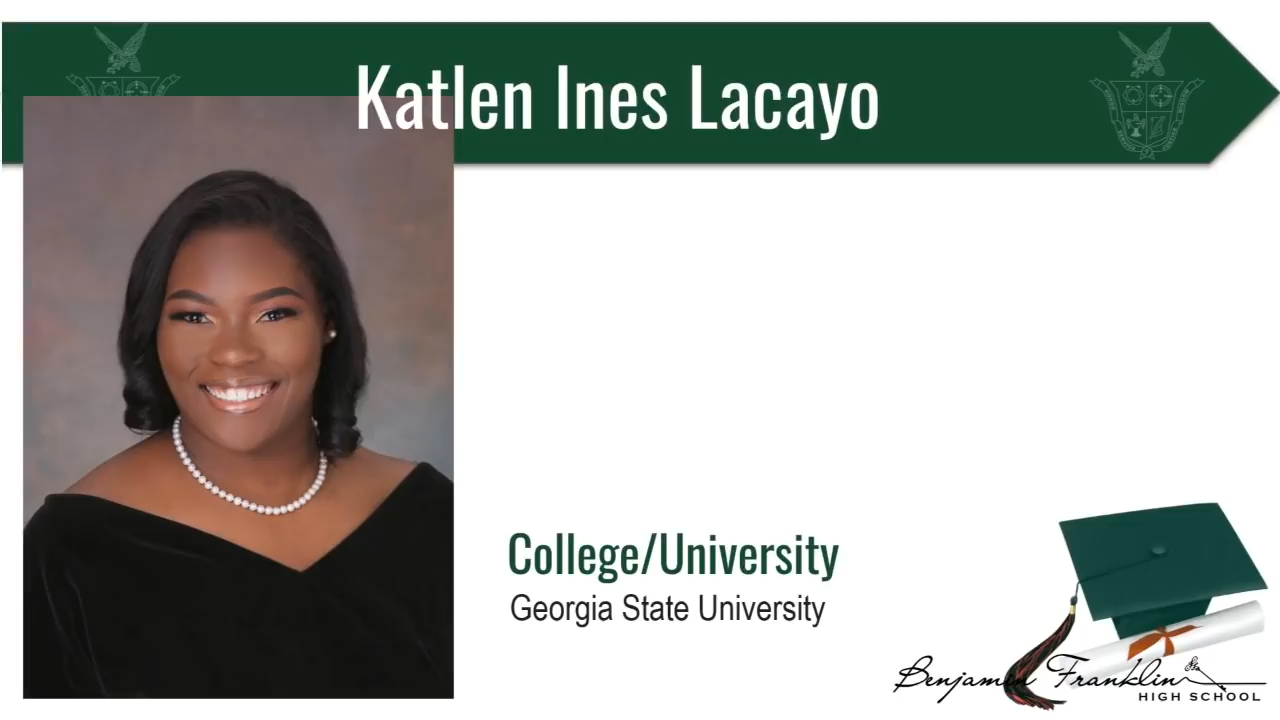 Katlen Ines Lacayo
College/University
Georgia State University
Benjamin Franklin
HIGH SCHOOL